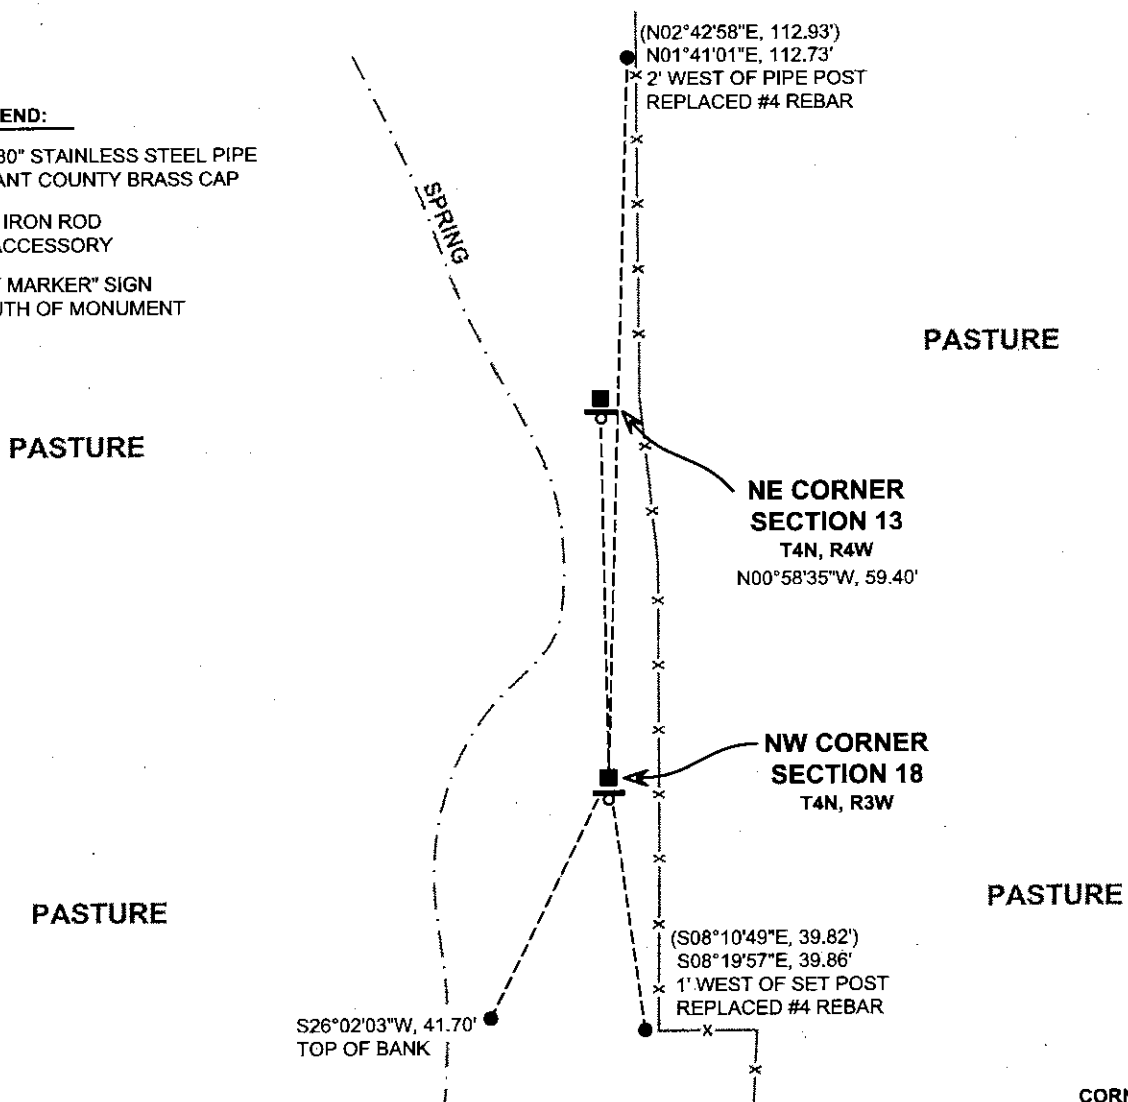 (N02°42'58"E, 112.93')
N01°41'01"E, 112.73'
2' WEST OF PIPE POST
REPLACED #4 REBAR
END:
30" STAINLESS STEEL PIPE
ANT COUNTY BRASS CAP
IRON ROD
ACCESSORY
MARKER" SIGN
UTH OF MONUMENT
SPRING
PASTURE
PASTURE
NE CORNER
SECTION 13
T4N, R4W
N00°58'35"W, 59.40'
NW CORNER
SECTION 18
T4N, R3W
PASTURE
PASTURE
(S08°10'49"E, 39.82')
S08°19'57"E, 39.86'
1' WEST OF SET POST
REPLACED #4 REBAR
S26°02'03"W, 41.70'
TOP OF BANK
CORN